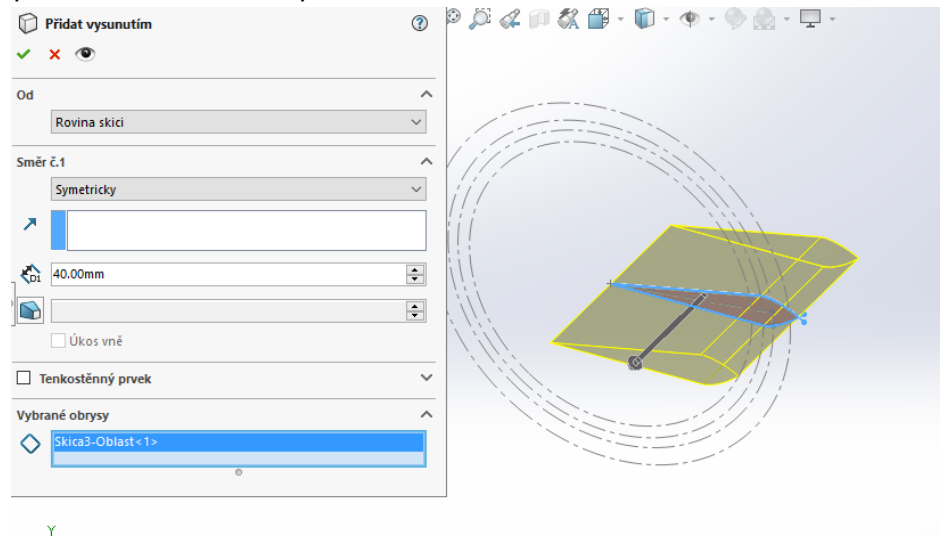 Přidat vysunutím
Od
Rovina skici
Směr č.1
Symetricky
D1
40.00mm
Úkos vně
Tenkostěnný prvek
Vybrané obrysy
Skica3-Oblast<1>
Y